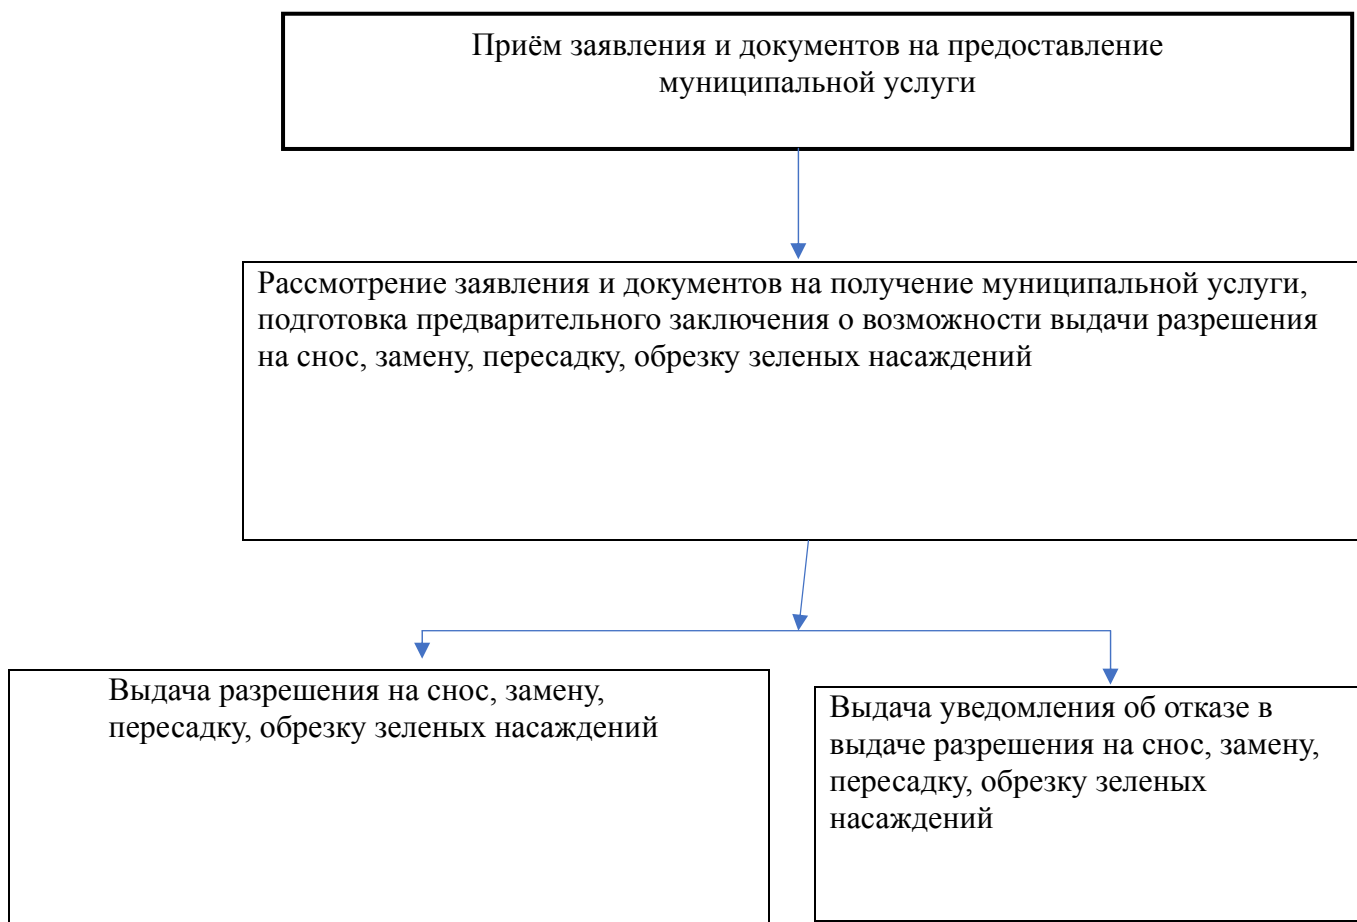 Приём заявления и документов на предоставление
муниципальной услуги
Рассмотрение заявления и документов на получение муниципальной услуги,
подготовка предварительного заключения о возможности выдачи разрешения
на снос, замену, пересадку, обрезку зеленых насаждений
Выдача разрешения на снос, замену,
пересадку, обрезку зеленых насаждений
Выдача уведомления об отказе в
выдаче разрешения на снос, замену,
пересадку, обрезку зеленых
насаждений